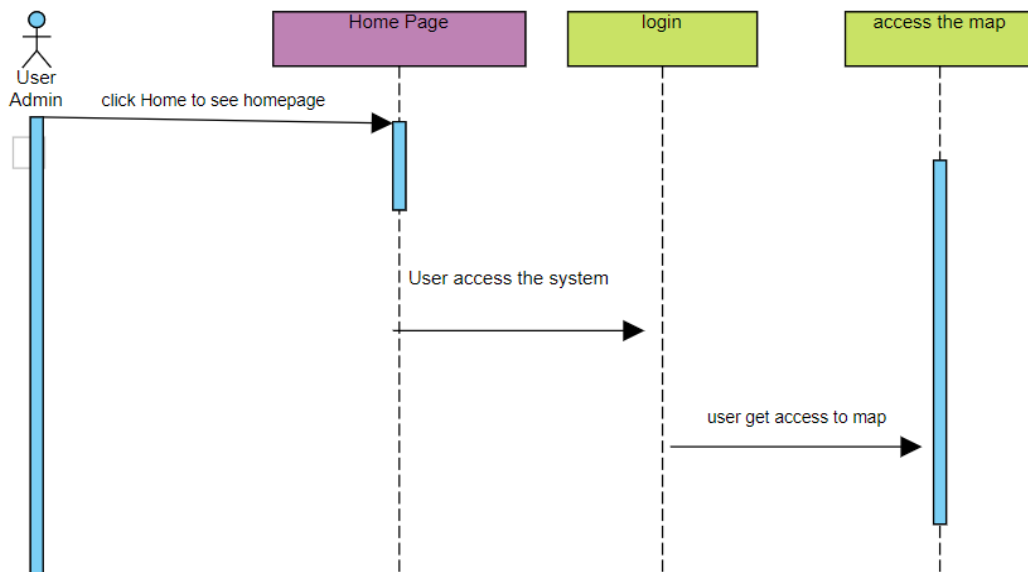 Home Page
login
access the map
User
Admin
click Home to see homepage
User access the system
user get access to map